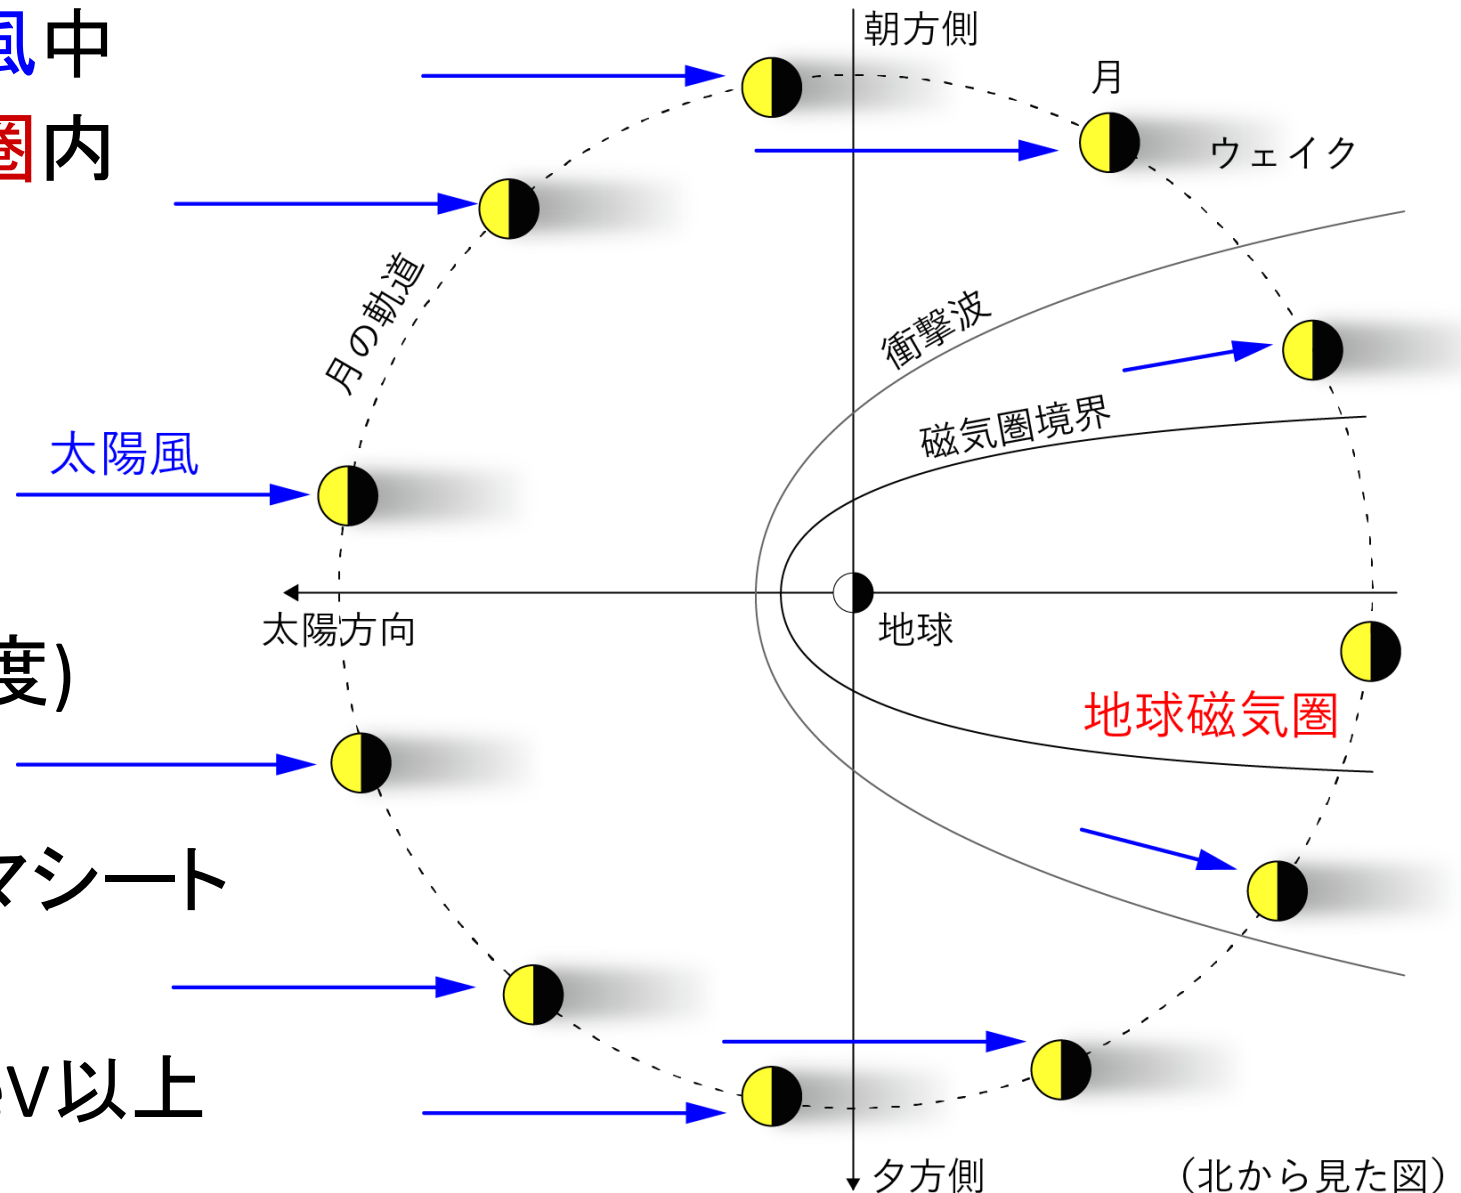 風中
圏内
朝方側
月
ウェイク
月の軌道
衝撃波
磁気圏境界
太陽風
太陽方向
地球
度)
地球磁気圏
マシート
eV以上
夕方側
(北から見た図)